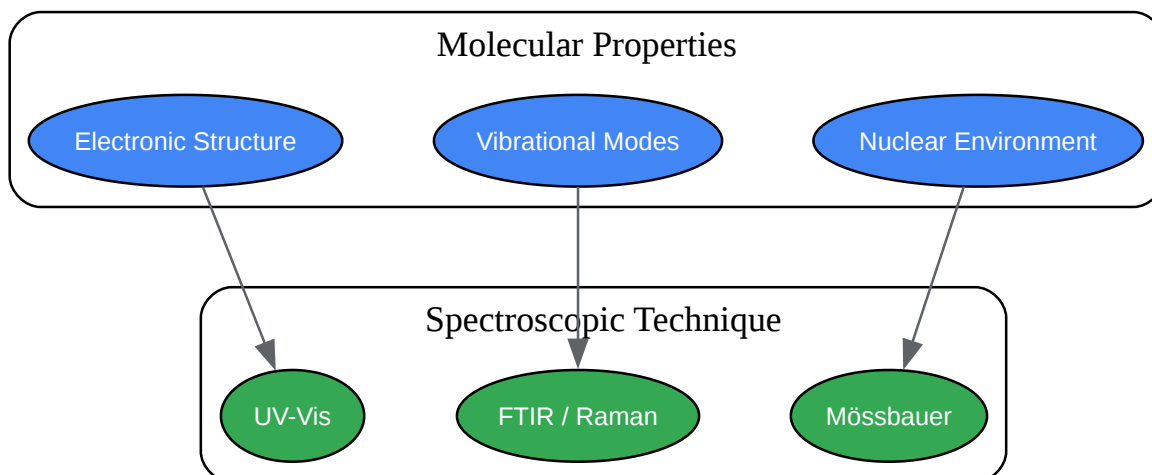 Molecular Properties
Electronic Structure
Vibrational Modes
Nuclear Environment
Spectroscopic Technique
UV-Vis
FTIR / Raman
Mössbauer